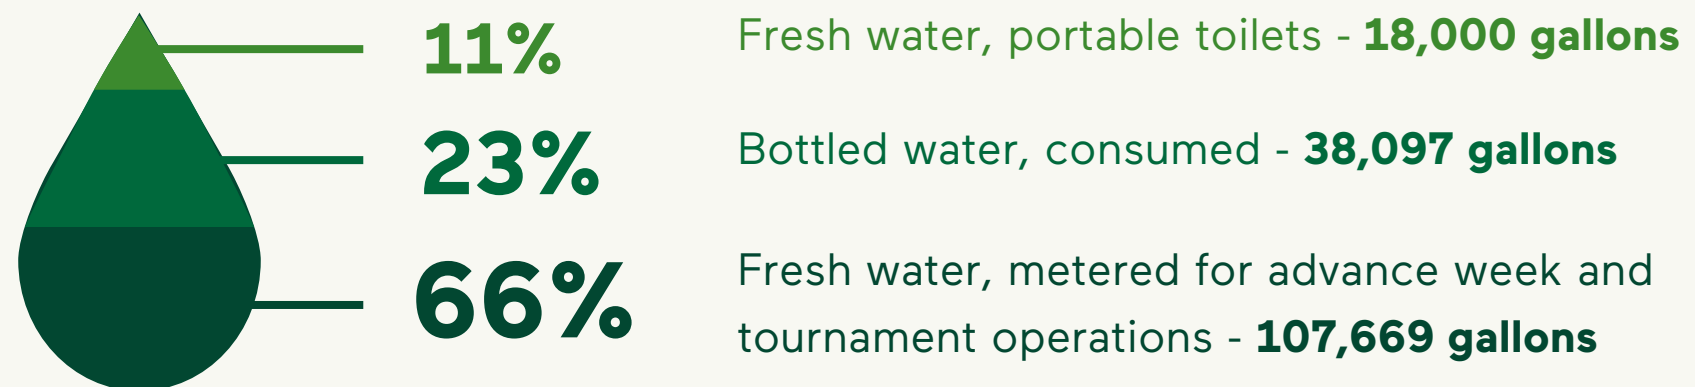 11%
Fresh water, portable toilets - 18,000 gallons
23%
Bottled water, consumed - 38,097 gallons
66%
Fresh water, metered for advance week and
tournament operations - 107,669 gallons